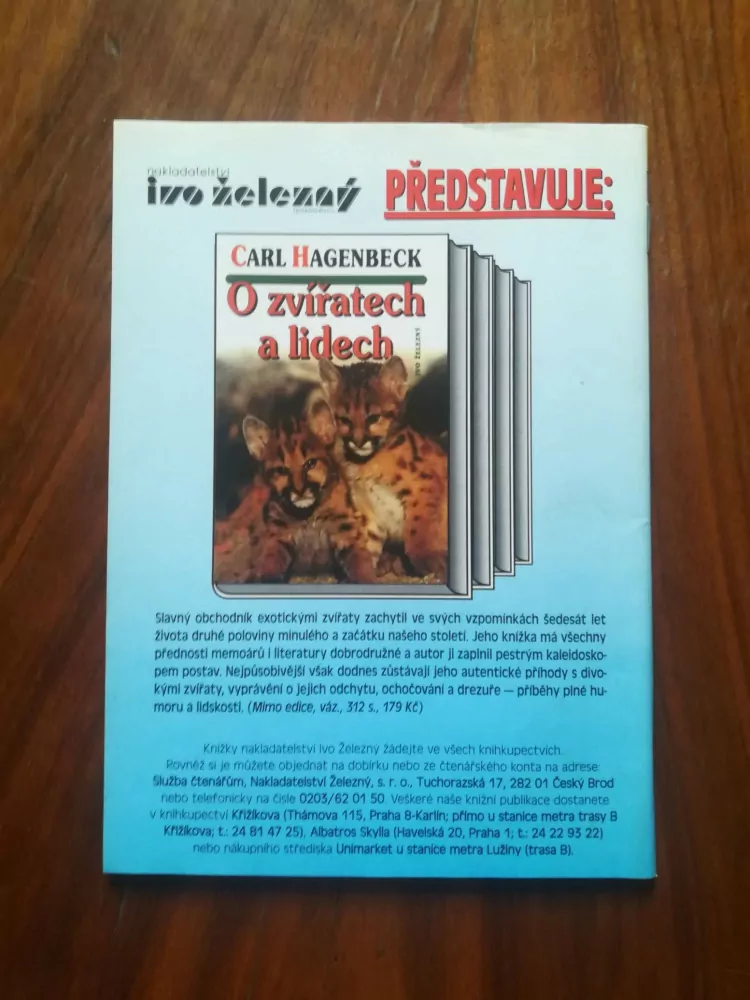 nakladatelství
ivo železný
PŘEDSTAVUJE:
CARL HAGENBECK
O zvířatech
a lidech
IVO ŽELEZNÝ
Slavný obchodník exotickými zvířaty zachytil ve svých vzpomínkách šedesát let
života druhé poloviny minulého a začátku našeho století. Jeho knížka má všechny
přednosti memoárů i literatury dobrodružné a autor ji zaplnil pestrým kaleidosko-
pem postav. Nejpůsobivější však dodnes zůstávají jeho autentické příhody s divo-
kými zvířaty, vyprávění o jejich odchytu, ochočování a drezuře — příběhy plné hu-
moru a lidskosti. (Mimo edice, váz., 312 s., 179 Kč)
Knížky nakladatelství Ivo Železný žádejte ve všech knihkupectvích.
Rovněž si je můžete objednat na dobírku nebo ze čtenářského konta na adrese:
Služba čtenářům, Nakladatelství Železný, s. r. o., Tuchorazská 17, 282 01 Český Brod
nebo telefonicky na čísle 0203/62 01 50. Veškeré naše knižní publikace dostanete
v knihkupectví Křižíkova (Thámova 115, Praha 8-Karlín; přímo u stanice metra trasy B
Křižíkova; t.: 24 81 47 25), Albatros Skylla (Havelská 20, Praha 1; t.: 24 22 93 22)
nebo nákupního střediska Unimarket u stanice metra Lužiny (trasa B).